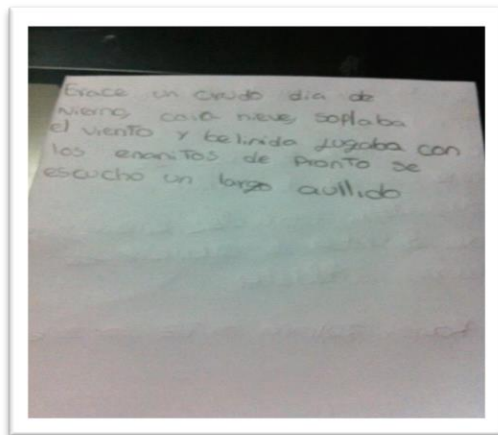 Erace un crudo dia de
nierno, caia nieve, soplaba
el viento y belinda jugaba con
los enanitos de pronto se
escucho un largo aullido